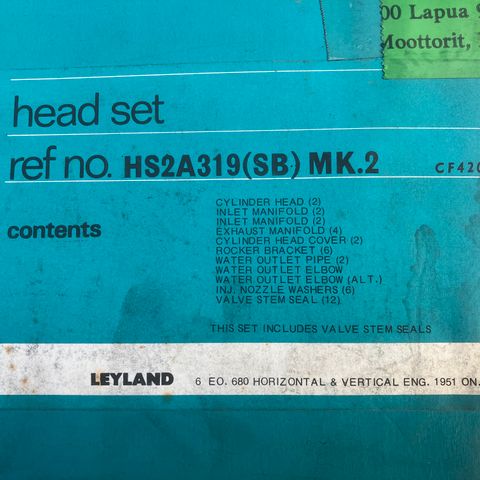 00 Lapua
Moottorit,
head set
ref no. HS2A319(SB) MK.2 CF420
contents
CYLINDER HEAD (2)
INLET MANIFOLD (2)
INLET MANIFOLD (2)
EXHAUST MANIFOLD (4)
CYLINDER HEAD COVER (2)
ROCKER BRACKET (6)
WATER OUTLET PIPE (2)
WATER OUTLET ELBOW
WATER OUTLET ELBOW (ALT.)
INJ. NOZZLE WASHERS (6)
VALVE STEM SEAL (12)
THIS SET INCLUDES VALVE STEM SEALS
LEYLAND 6 EO. 680 HORIZONTAL & VERTICAL ENG. 1951 ON.